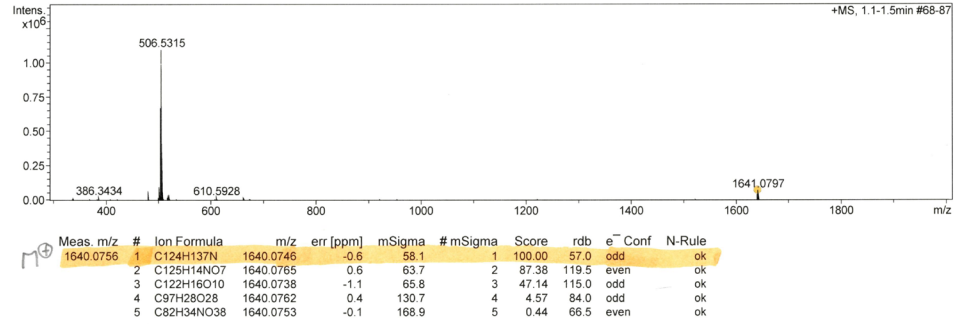 Intens.
x10⁶
+MS, 1.1-1.5min #68-87
506.5315
1.00
0.75
0.50
0.25
386.3434
610.5928
1641.0797
0.00
400 600 800 1000 1200 1400 1600 1800 m/z
Meas. m/z # Ion Formula m/z err [ppm] mSigma # mSigma Score rdb e⁻ Conf N-Rule
M⊕ 1640.0756 1 C124H137N 1640.0746 -0.6 58.1 1 100.00 57.0 odd ok
2 C125H14NO7 1640.0765 0.6 63.7 2 87.38 119.5 even ok
3 C122H16O10 1640.0738 -1.1 65.8 3 47.14 115.0 odd ok
4 C97H28O28 1640.0762 0.4 130.7 4 4.57 84.0 odd ok
5 C82H34NO38 1640.0753 -0.1 168.9 5 0.44 66.5 even ok